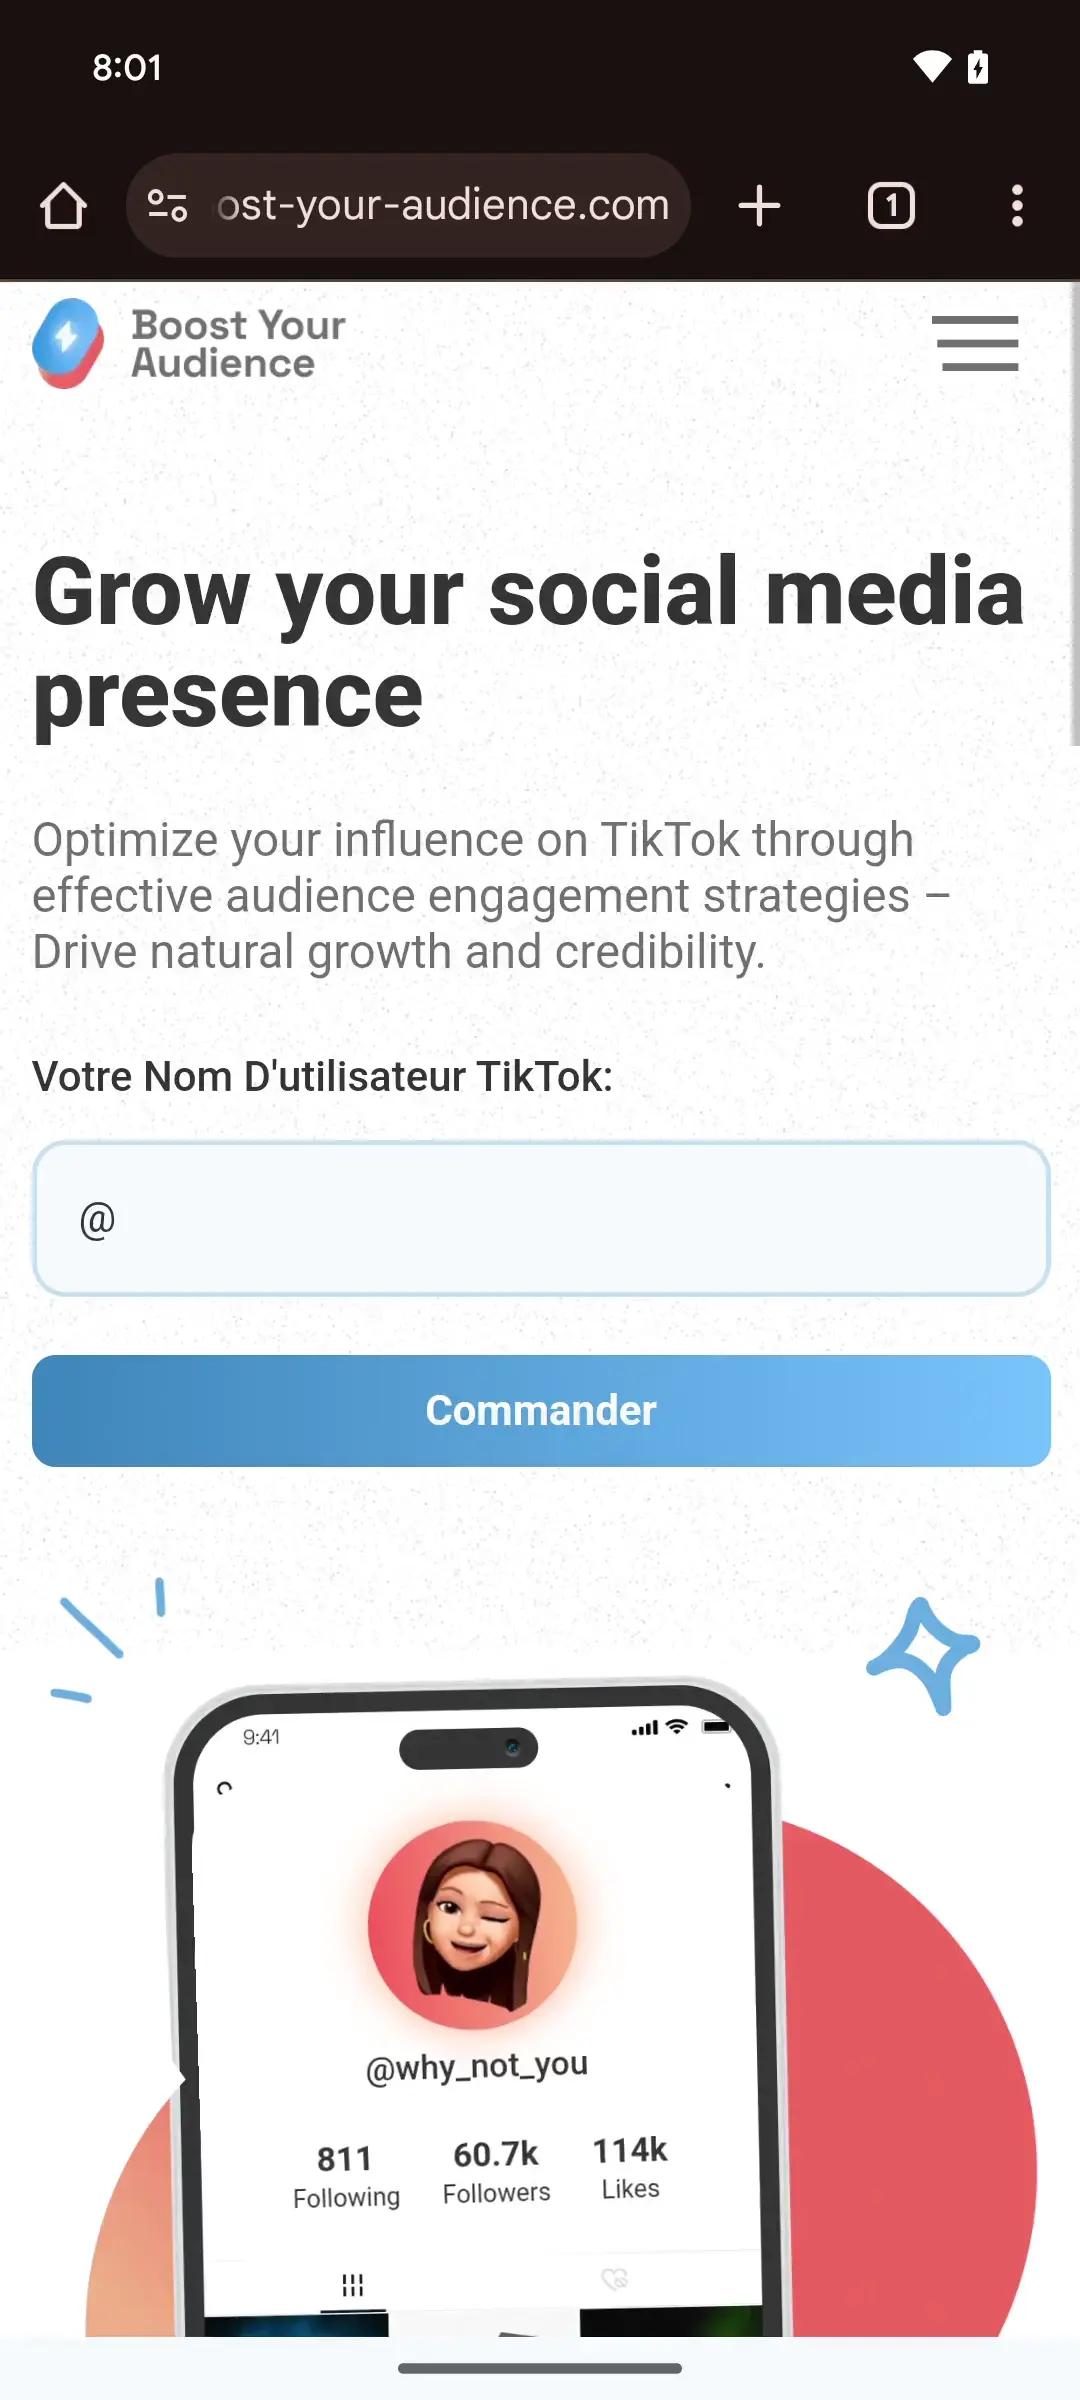 8:01
ost-your-audience.com
1
Boost Your
Audience
Grow your social media
presence
Optimize your influence on TikTok through
effective audience engagement strategies –
Drive natural growth and credibility.
Votre Nom D'utilisateur TikTok:
@
Commander
9:41
@why_not_you
811 60.7k 114k
Following Followers Likes